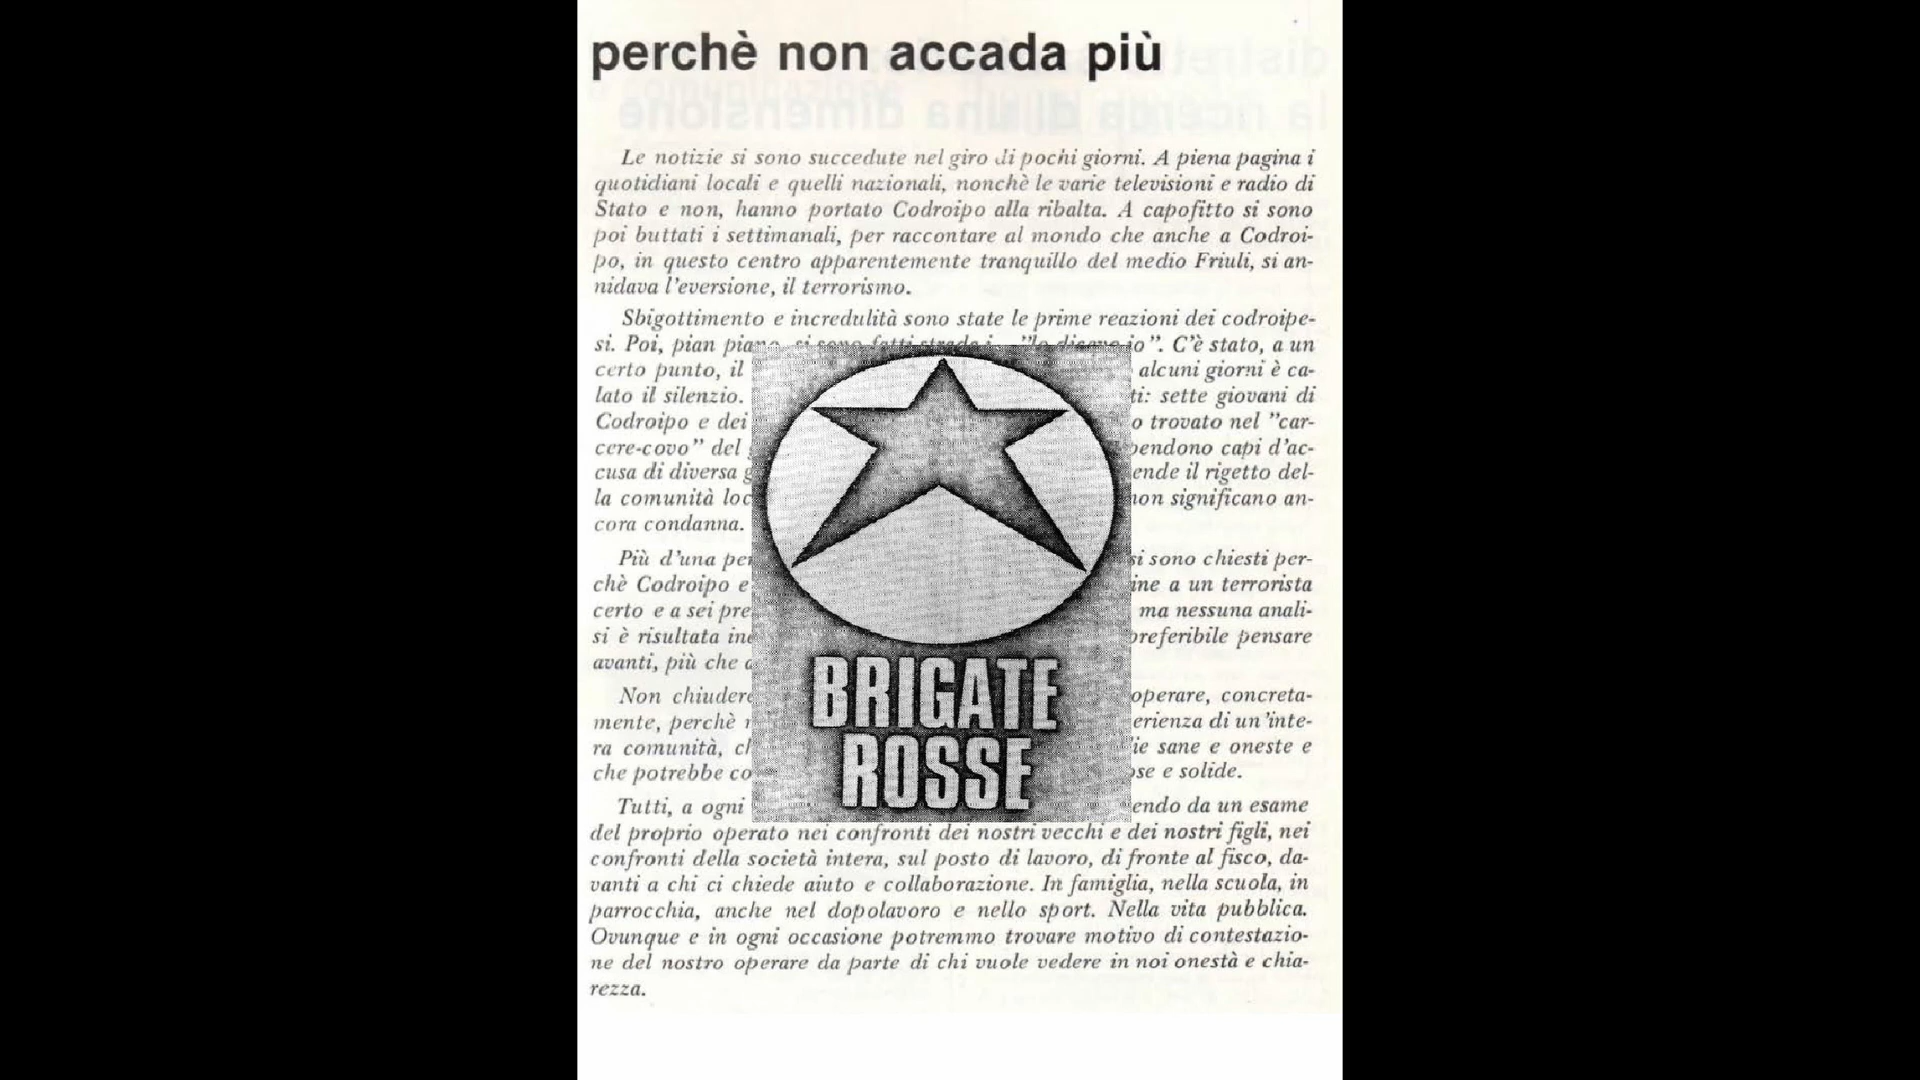 perchè non accada più
Le notizie si sono succedute nel giro di pochi giorni. A piena pagina i
quotidiani locali e quelli nazionali, nonchè le varie televisioni e radio di
Stato e non, hanno portato Codroipo alla ribalta. A capofitto si sono
poi buttati i settimanali, per raccontare al mondo che anche a Codroi-
po, in questo centro apparentemente tranquillo del medio Friuli, si an-
nidava l'eversione, il terrorismo.
Sbigottimento e incredulità sono state le prime reazioni dei codroipe-
si. Poi, pian piano, si sono fatti strada i "lo dicevo io". C'è stato, a un
certo punto, il alcuni giorni è ca-
lato il silenzio. ti: sette giovani di
Codroipo e dei o trovato nel "car-
cere-covo" del pendono capi d'ac-
cusa di diversa g ende il rigetto del-
la comunità loc non significano an-
cora condanna.
Più d'una per si sono chiesti per-
chè Codroipo e ine a un terrorista
certo e a sei pre ma nessuna anali-
si è risultata ine preferibile pensare
avanti, più che
Non chiudere operare, concreta-
mente, perchè erienza di un'inte-
ra comunità, ch ie sane e oneste e
che potrebbe co ose e solide.
Tutti, a ogni endo da un esame
del proprio operato nei confronti dei nostri vecchi e dei nostri figli, nei
confronti della società intera, sul posto di lavoro, di fronte al fisco, da-
vanti a chi ci chiede aiuto e collaborazione. In famiglia, nella scuola, in
parrocchia, anche nel dopolavoro e nello sport. Nella vita pubblica.
Ovunque e in ogni occasione potremmo trovare motivo di contestazio-
ne del nostro operare da parte di chi vuole vedere in noi onestà e chia-
rezza.
BRIGATE
ROSSE